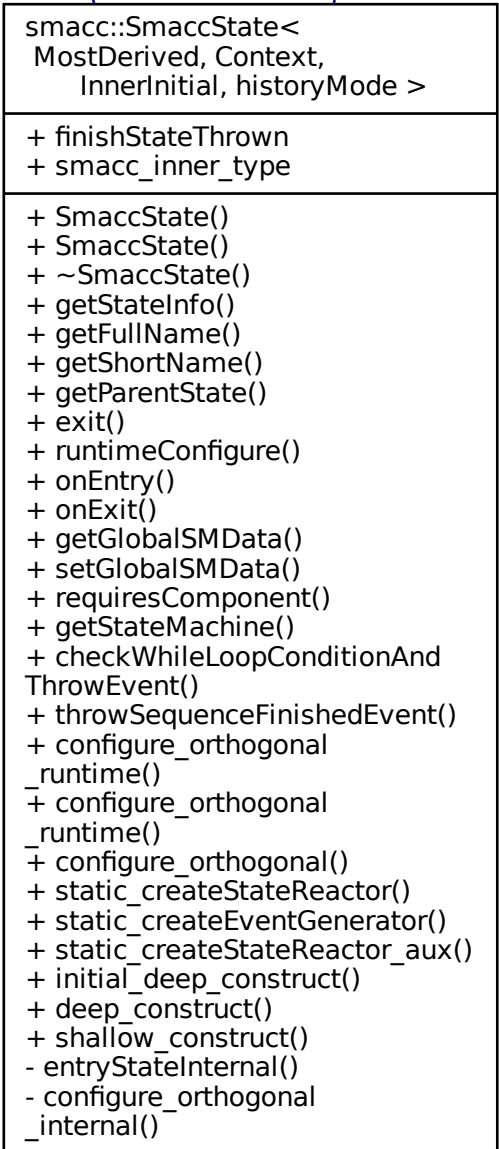 smacc::SmaccState<
MostDerived, Context,
InnerInitial, historyMode >
+ finishStateThrown
+ smacc_inner_type
+ SmaccState()
+ SmaccState()
+ ~SmaccState()
+ getStateInfo()
+ getFullName()
+ getShortName()
+ getParentState()
+ exit()
+ runtimeConfigure()
+ onEntry()
+ onExit()
+ getGlobalSMData()
+ setGlobalSMData()
+ requiresComponent()
+ getStateMachine()
+ checkWhileLoopConditionAnd
ThrowEvent()
+ throwSequenceFinishedEvent()
+ configure_orthogonal
_runtime()
+ configure_orthogonal
_runtime()
+ configure_orthogonal()
+ static_createStateReactor()
+ static_createEventGenerator()
+ static_createStateReactor_aux()
+ initial_deep_construct()
+ deep_construct()
+ shallow_construct()
- entryStateInternal()
- configure_orthogonal
_internal()